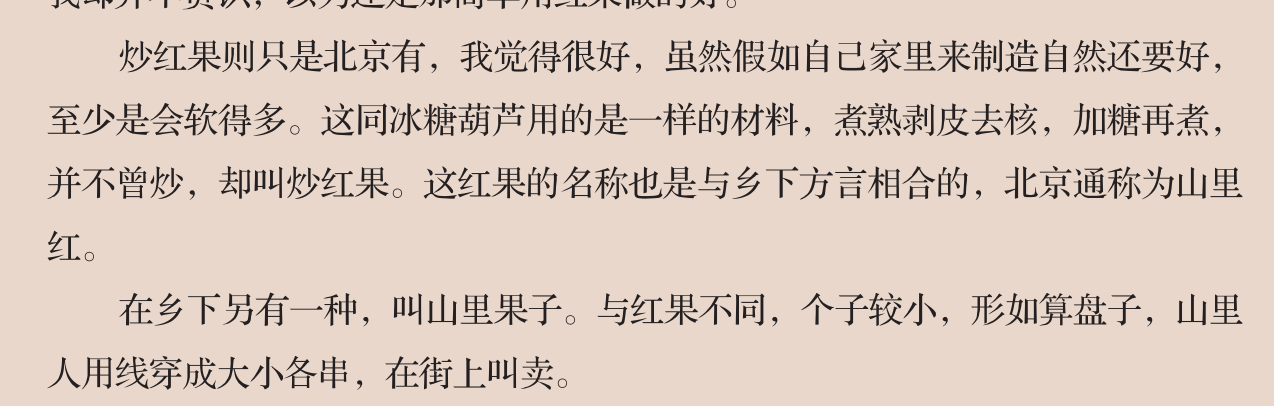 炒红果则只是北京有，我觉得很好，虽然假如自己家里来制造自然还要好，
至少是会软得多。这同冰糖葫芦用的是一样的材料，煮熟剥皮去核，加糖再煮，
并不曾炒，却叫炒红果。这红果的名称也是与乡下方言相合的，北京通称为山里
红。
在乡下另有一种，叫山里果子。与红果不同，个子较小，形如算盘子，山里
人用线穿成大小各串，在街上叫卖。